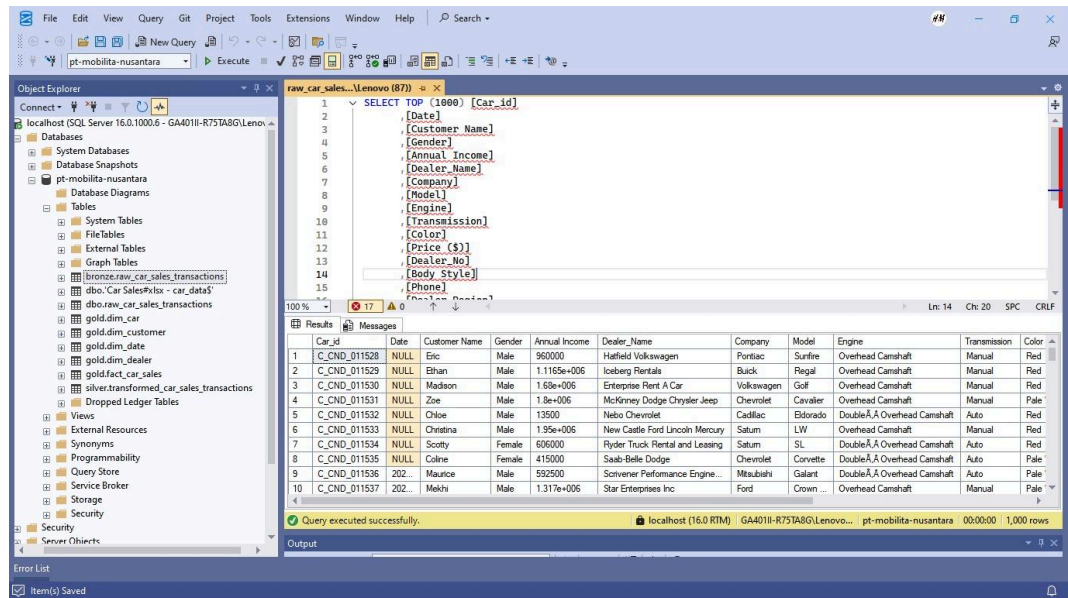 File Edit View Query Git Project Tools Extensions Window Help Search
New Query
pt-mobilita-nusantara Execute
Object Explorer
Connect
localhost (SQL Server 16.0.1000.6 - GA401II-R75TA8G\Lenov
Databases
System Databases
Database Snapshots
pt-mobilita-nusantara
Database Diagrams
Tables
System Tables
FileTables
External Tables
Graph Tables
bronze.raw_car_sales_transactions
dbo.'Car Sales#xlsx - car_data$'
dbo.raw_car_sales_transactions
gold.dim_car
gold.dim_customer
gold.dim_date
gold.dim_dealer
gold.fact_car_sales
silver.transformed_car_sales_transactions
Dropped Ledger Tables
Views
External Resources
Synonyms
Programmability
Query Store
Service Broker
Storage
Security
Security
Server Objects
raw_car_sales...\Lenovo (87))
1 SELECT TOP (1000) [Car_id]
2 ,[Date]
3 ,[Customer Name]
4 ,[Gender]
5 ,[Annual Income]
6 ,[Dealer_Name]
7 ,[Company]
8 ,[Model]
9 ,[Engine]
10 ,[Transmission]
11 ,[Color]
12 ,[Price ($)]
13 ,[Dealer_No]
14 ,[Body Style]
15 ,[Phone]
,[Dealer_Region]
100 % 17 0 Ln: 14 Ch: 20 SPC CRLF
Results Messages
Car_id Date Customer Name Gender Annual Income Dealer_Name Company Model Engine Transmission Color
1 C_CND_011528 NULL Eric Male 960000 Hatfield Volkswagen Pontiac Sunfire Overhead Camshaft Manual Red
2 C_CND_011529 NULL Ethan Male 1.1165e+006 Iceberg Rentals Buick Regal Overhead Camshaft Manual Red
3 C_CND_011530 NULL Madison Male 1.68e+006 Enterprise Rent A Car Volkswagen Golf Overhead Camshaft Manual Red
4 C_CND_011531 NULL Zoe Male 1.8e+006 McKinney Dodge Chrysler Jeep Chevrolet Cavalier Overhead Camshaft Manual Pale
5 C_CND_011532 NULL Chloe Male 13500 Nebo Chevrolet Cadillac Eldorado DoubleÃ‚Â Overhead Camshaft Auto Red
6 C_CND_011533 NULL Christina Male 1.95e+006 New Castle Ford Lincoln Mercury Saturn LW Overhead Camshaft Manual Red
7 C_CND_011534 NULL Scotty Female 606000 Ryder Truck Rental and Leasing Saturn SL DoubleÃ‚Â Overhead Camshaft Auto Red
8 C_CND_011535 NULL Coline Female 415000 Saab-Belle Dodge Chevrolet Corvette DoubleÃ‚Â Overhead Camshaft Auto Pale
9 C_CND_011536 202... Maurice Male 592500 Scrivener Performance Engine... Mitsubishi Galant DoubleÃ‚Â Overhead Camshaft Auto Pale
10 C_CND_011537 202... Mekhi Male 1.317e+006 Star Enterprises Inc Ford Crown ... Overhead Camshaft Manual Pale
Query executed successfully. localhost (16.0 RTM) GA401II-R75TA8G\Lenovo... pt-mobilita-nusantara 00:00:00 1,000 rows
Output
Error List
Item(s) Saved